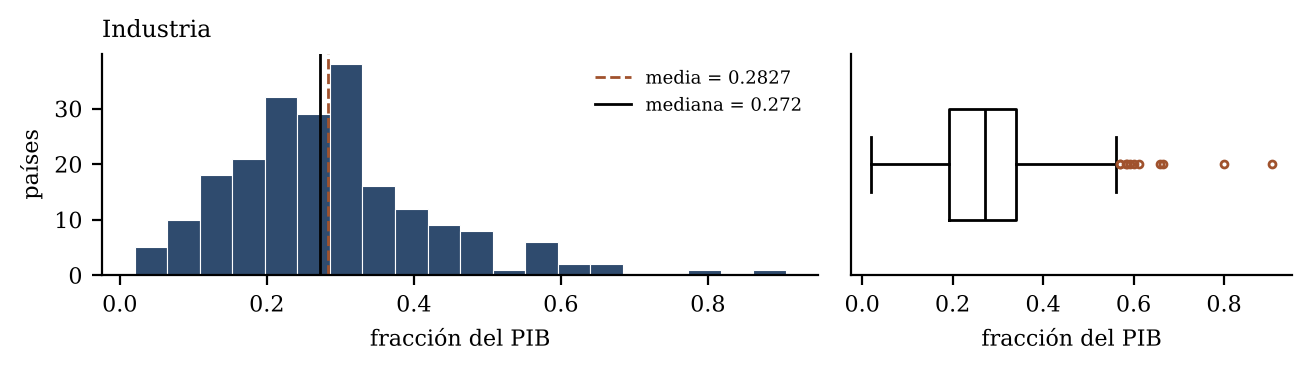 Industria
media = 0.2827
mediana = 0.272
países
30
20
10
0
0.0 0.2 0.4 0.6 0.8
fracción del PIB
0.0 0.2 0.4 0.6 0.8
fracción del PIB